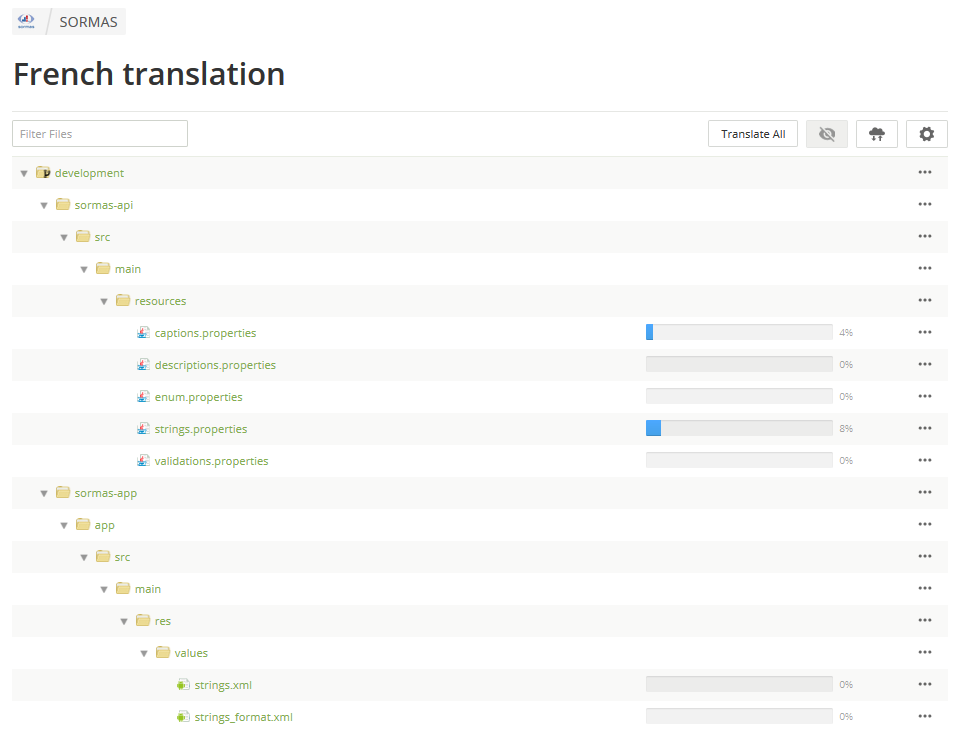 SORMAS
French translation
Filter Files
Translate All
development
sormas-api
src
main
resources
captions.properties 4%
descriptions.properties 0%
enum.properties 0%
strings.properties 8%
validations.properties 0%
sormas-app
app
src
main
res
values
strings.xml 0%
strings_format.xml 0%